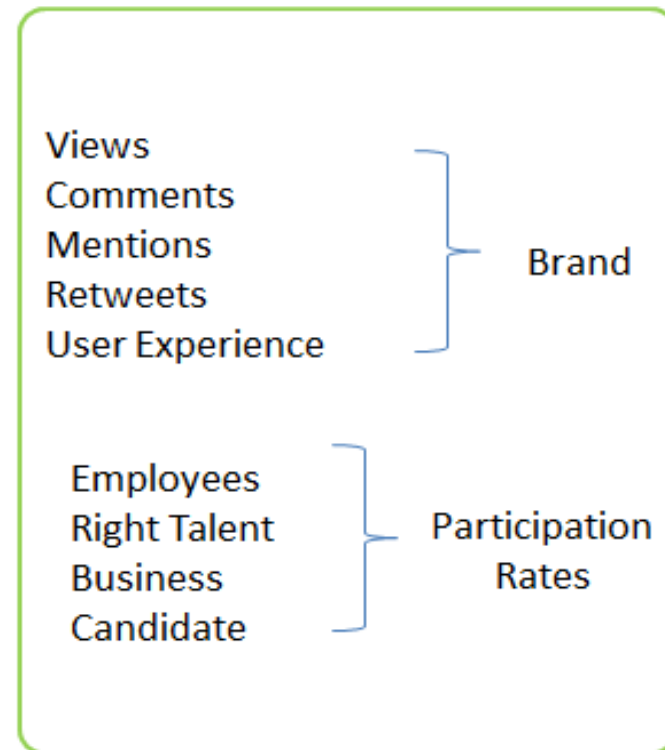 Views
Comments
Mentions
Retweets
User Experience
Brand
Employees
Right Talent
Business
Candidate
Participation
Rates